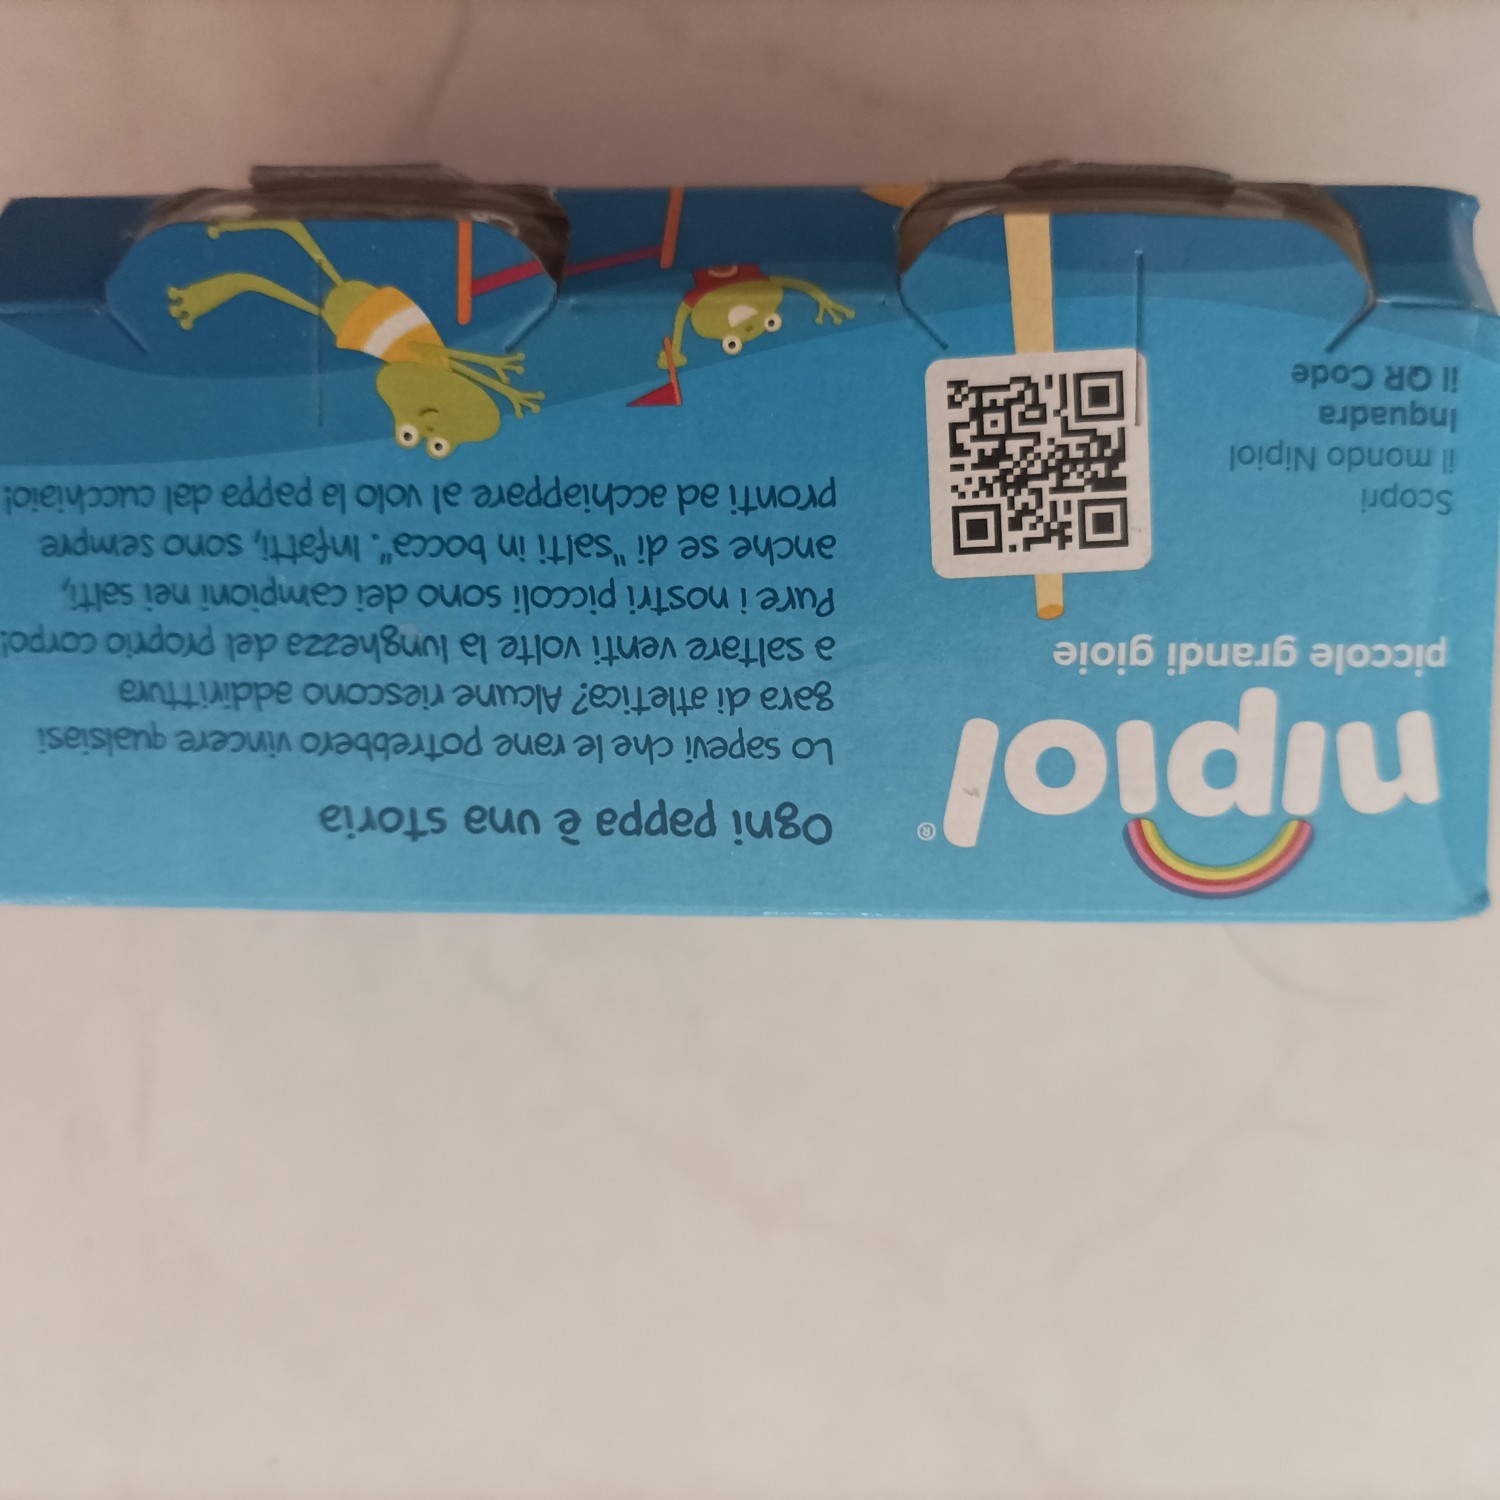 nipiol®
piccole grandi gioie
Scopri
il mondo Nipiol
Inquadra
il QR Code
Ogni pappa è una storia
Lo sapevi che le rane potrebbero vincere qualsiasi
gara di atletica? Alcune riescono addirittura
a saltare venti volte la lunghezza del proprio corpo!
Pure i nostri piccoli sono dei campioni nei salti,
anche se di "salti in bocca". Infatti, sono sempre
pronti ad acchiappare al volo la pappa dal cucchiaio!